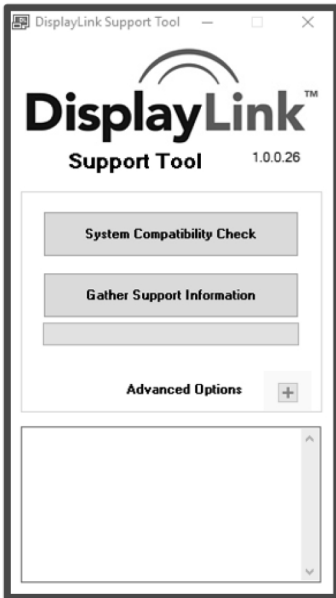 DisplayLink Support Tool
DisplayLink™
Support Tool 1.0.0.26
System Compatibility Check
Gather Support Information
Advanced Options +